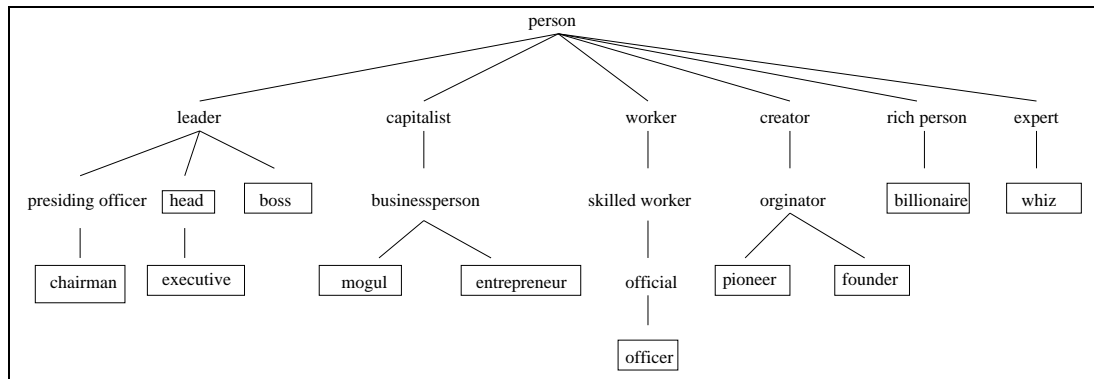 person
leader capitalist worker creator rich person expert
presiding officer head boss businessperson skilled worker orginator billionaire whiz
chairman executive mogul entrepreneur official pioneer founder
officer